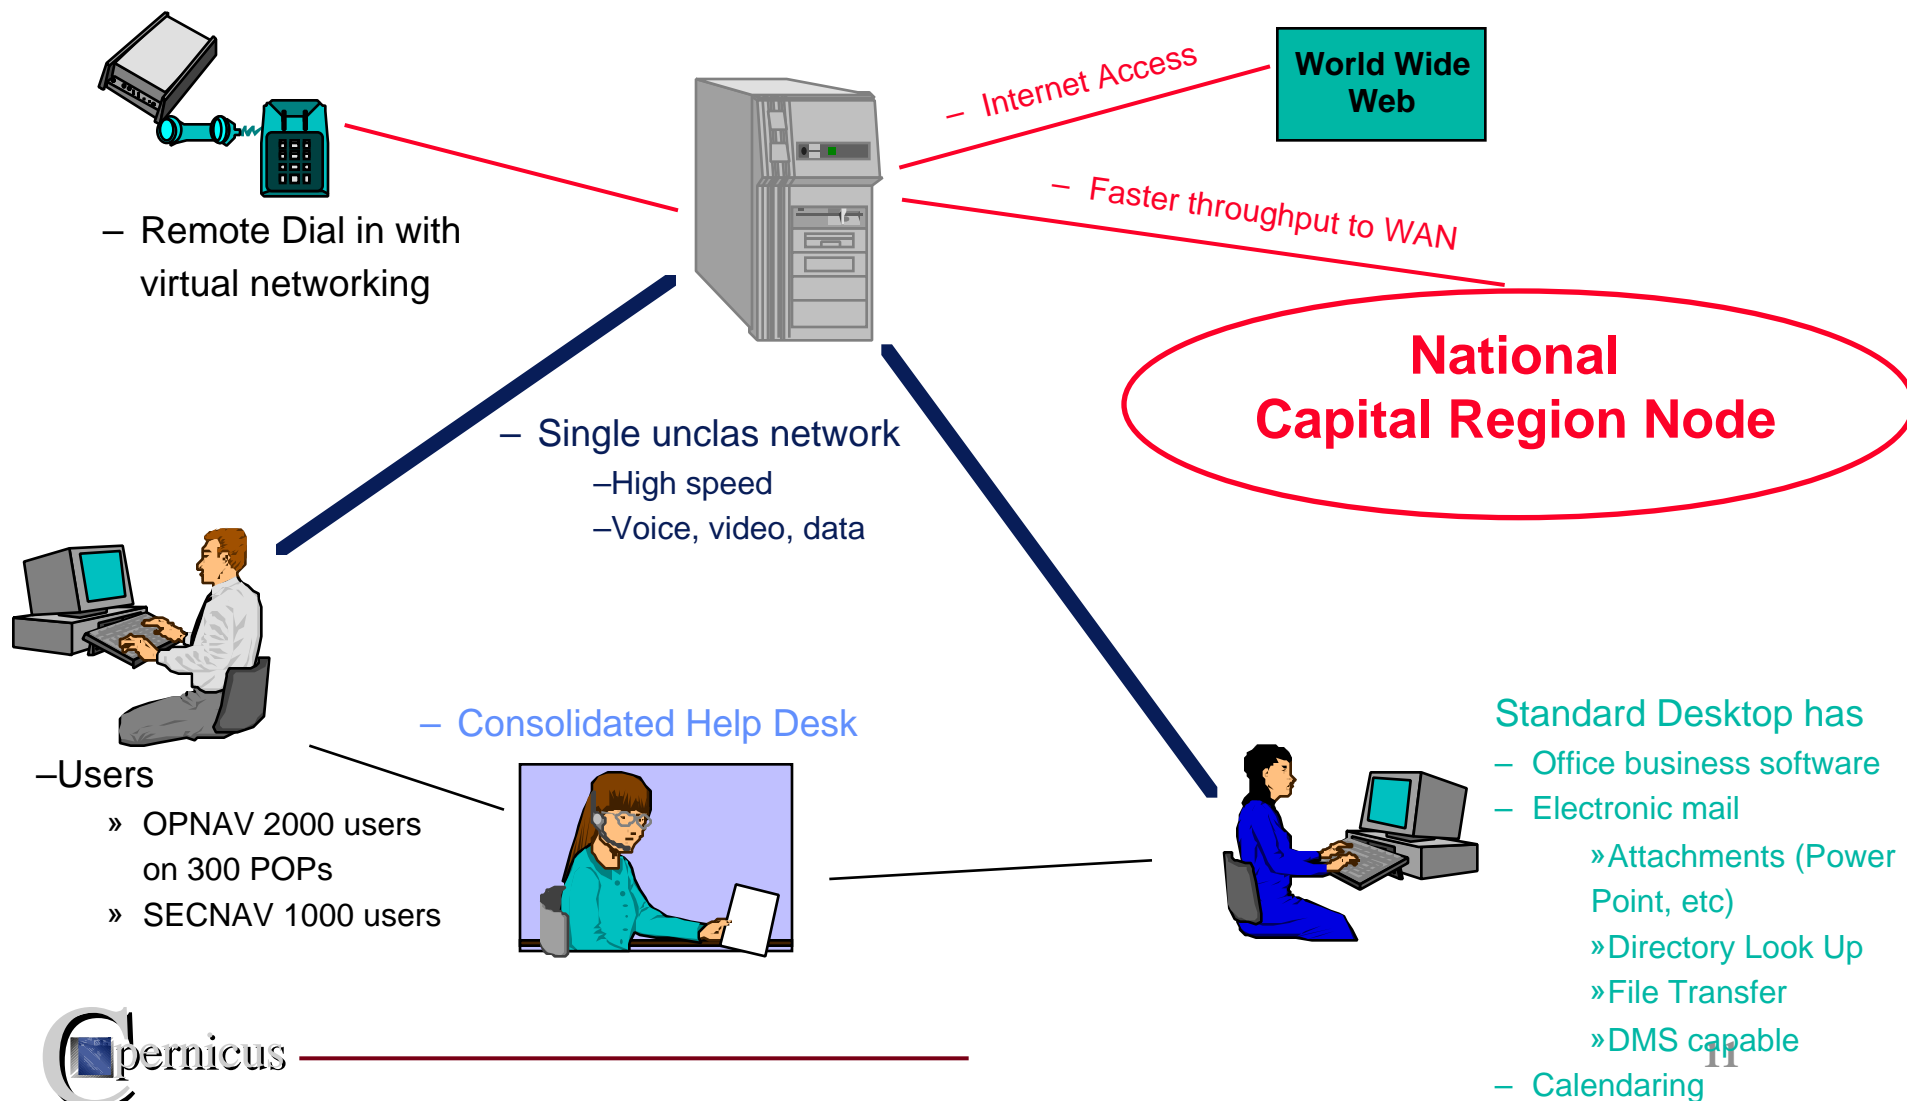 – Internet Access
World Wide
Web
– Faster throughput to WAN
– Remote Dial in with
virtual networking
National
Capital Region Node
– Single unclas network
–High speed
–Voice, video, data
– Consolidated Help Desk
–Users
» OPNAV 2000 users
on 300 POPs
» SECNAV 1000 users
Standard Desktop has
– Office business software
– Electronic mail
»Attachments (Power
Point, etc)
»Directory Look Up
»File Transfer
»DMS capable
– Calendaring
Copernicus
11